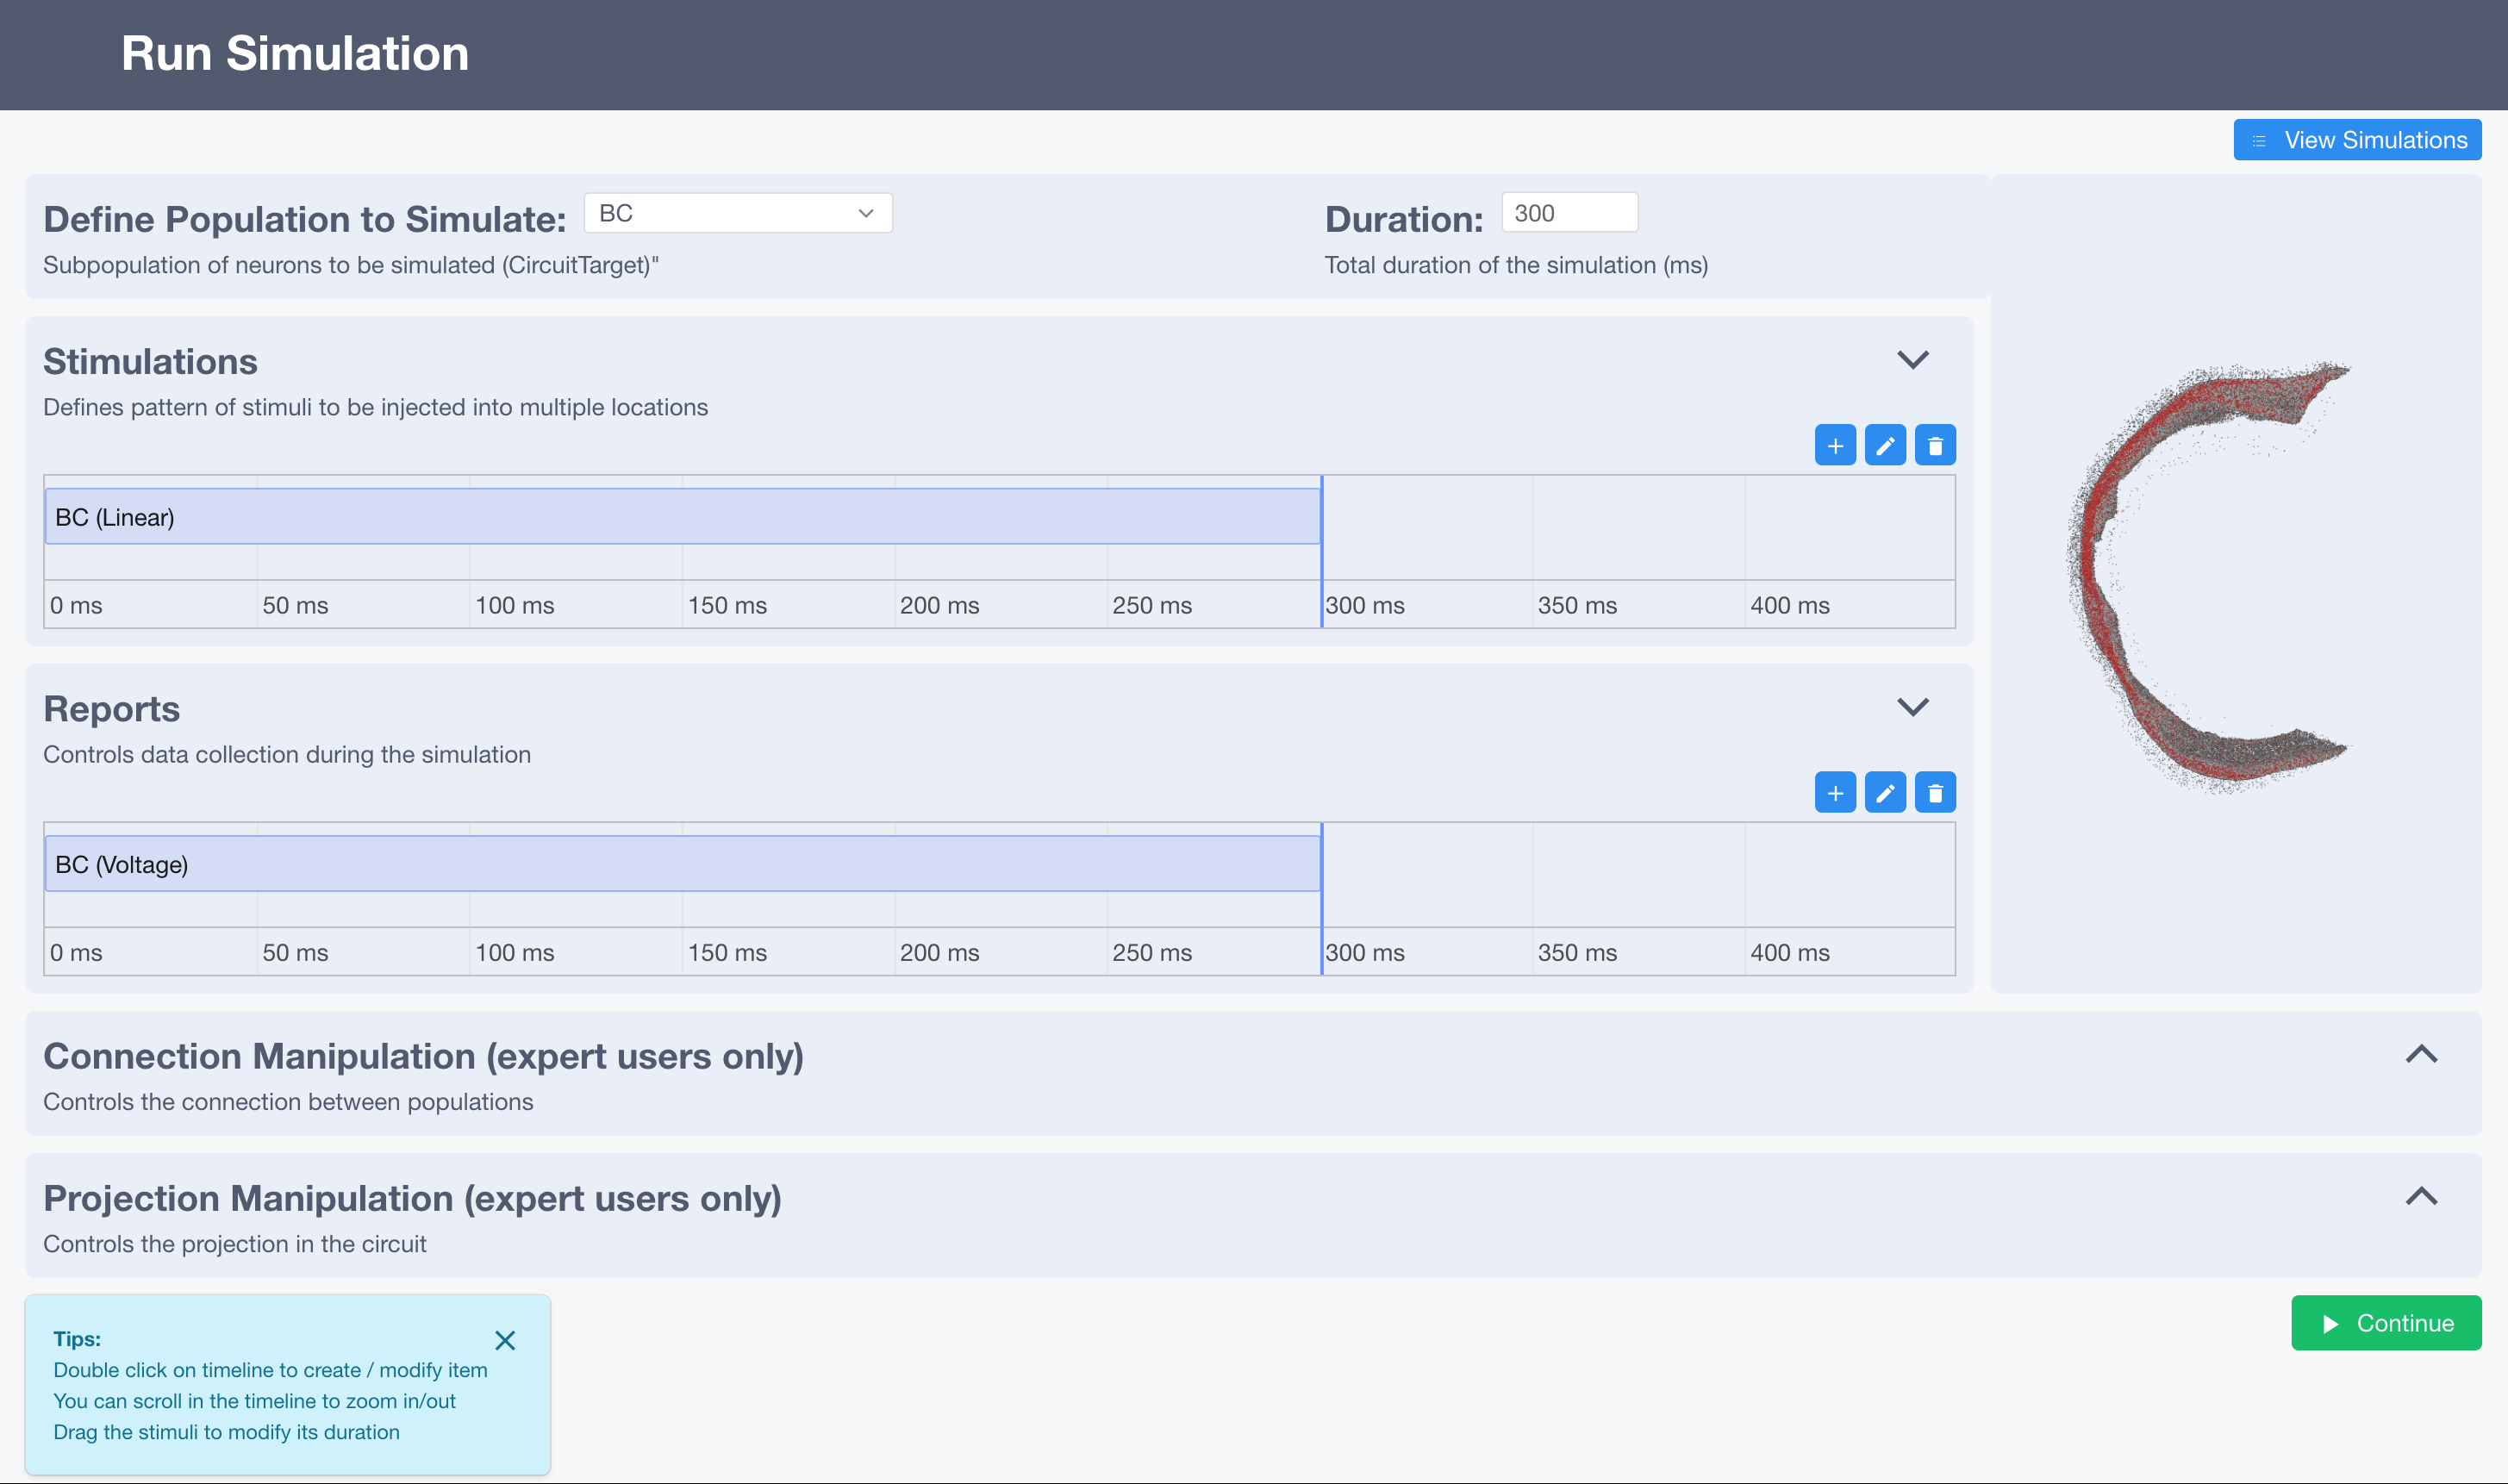 Run Simulation
View Simulations
Define Population to Simulate: BC
Duration: 300
Subpopulation of neurons to be simulated (CircuitTarget)"
Total duration of the simulation (ms)
Stimulations
Defines pattern of stimuli to be injected into multiple locations
BC (Linear)
0 ms 50 ms 100 ms 150 ms 200 ms 250 ms 300 ms 350 ms 400 ms
Reports
Controls data collection during the simulation
BC (Voltage)
0 ms 50 ms 100 ms 150 ms 200 ms 250 ms 300 ms 350 ms 400 ms
Connection Manipulation (expert users only)
Controls the connection between populations
Projection Manipulation (expert users only)
Controls the projection in the circuit
Tips:
Double click on timeline to create / modify item
You can scroll in the timeline to zoom in/out
Drag the stimuli to modify its duration
Continue